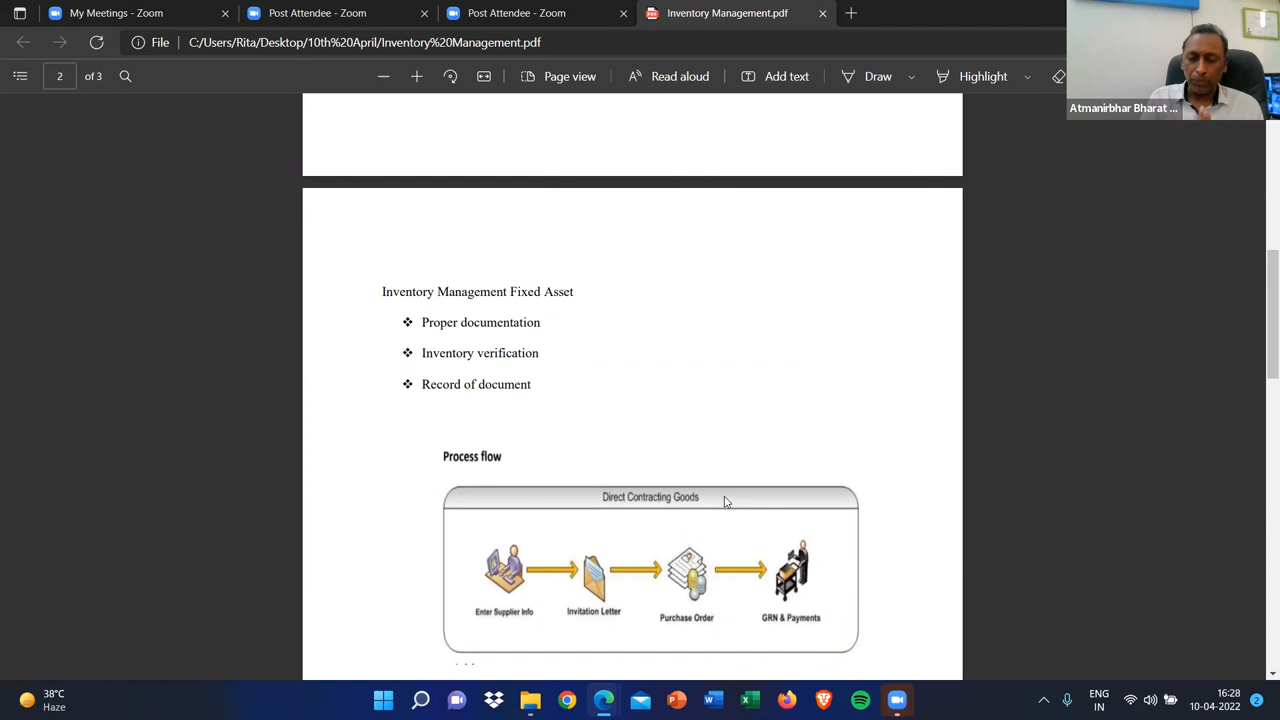 My Meetings - Zoom
Post Attendee - Zoom
Post Attendee - Zoom
Inventory Management.pdf
File
C:/Users/Rita/Desktop/10th%20April/Inventory%20Management.pdf
2 of 3
Page view
Read aloud
Add text
Draw
Highlight
Atmanirbhar Bharat ...
Inventory Management Fixed Asset
❖ Proper documentation
❖ Inventory verification
❖ Record of document
Process flow
Direct Contracting Goods
Enter Supplier Info
Invitation Letter
Purchase Order
GRN & Payments
38°C
Haze
ENG
IN
16:28
10-04-2022
2